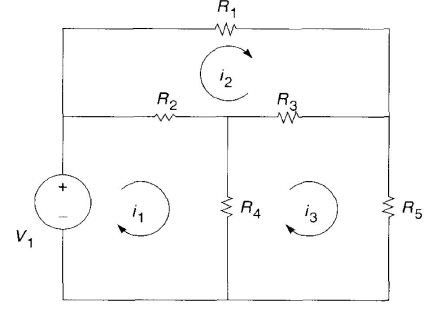 R₁
i₂
R₂
R₃
+
−
V₁
i₁
R₄
i₃
R₅